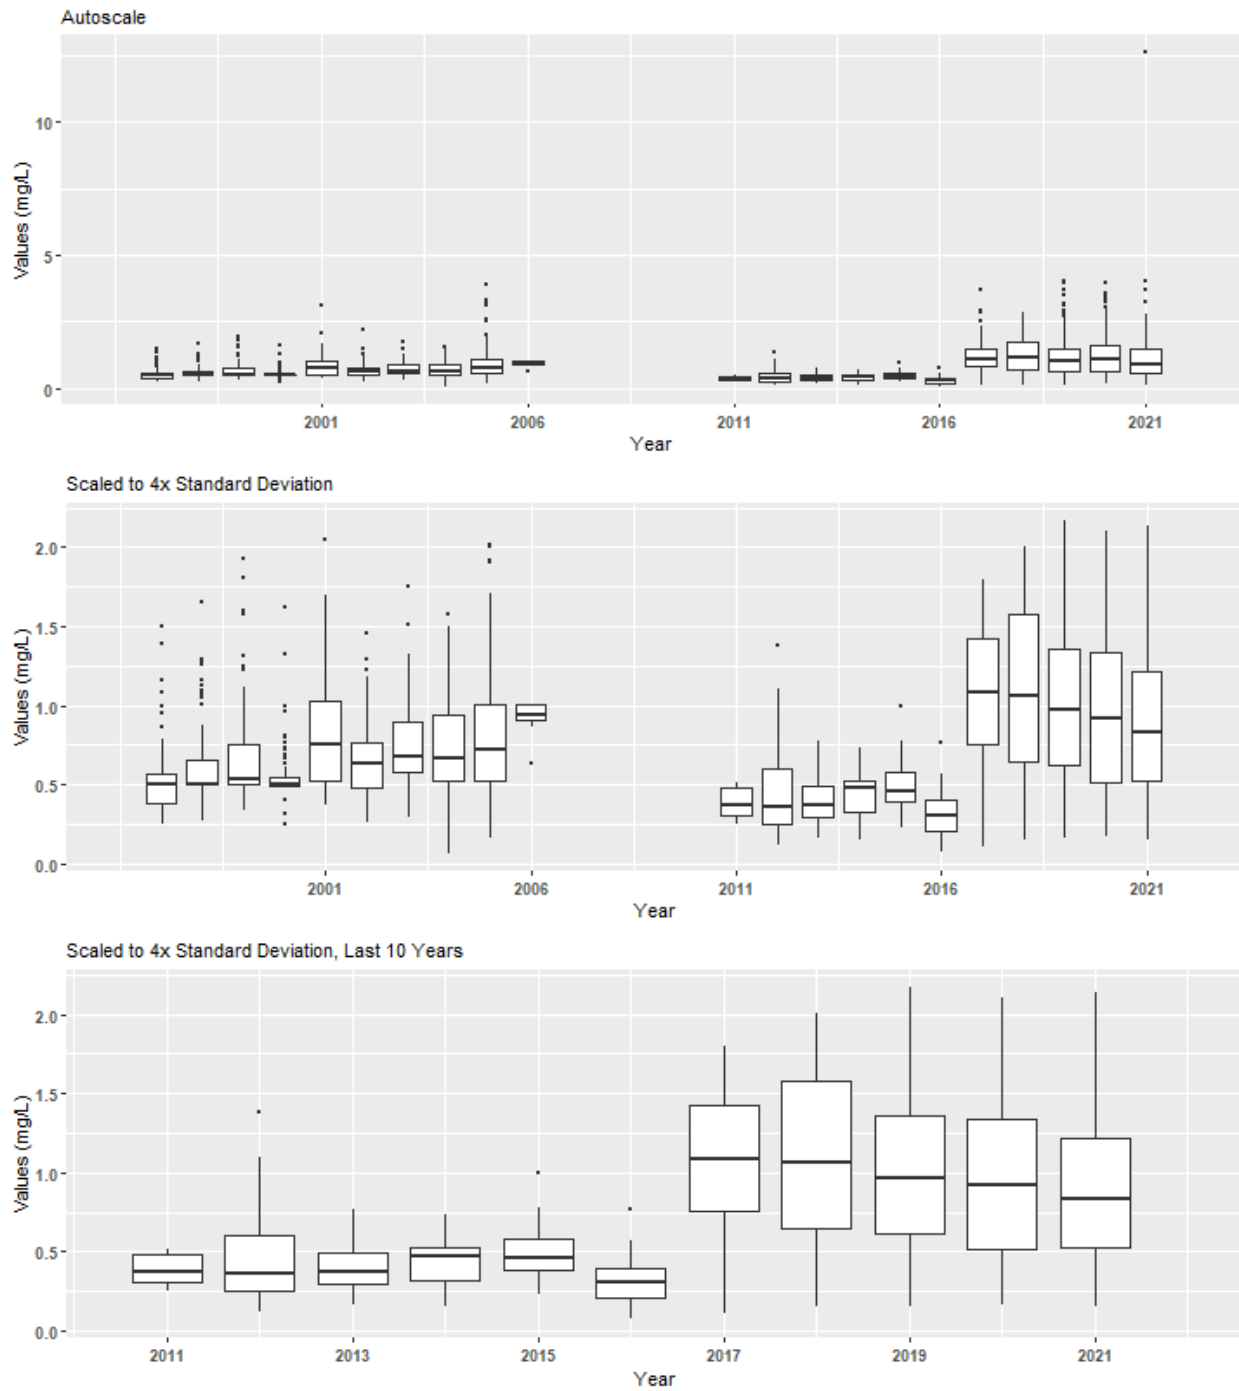 Autoscale
Values (mg/L)
10
5
0
2001 2006 2011 2016 2021
Year
Scaled to 4x Standard Deviation
Values (mg/L)
2.0
1.5
1.0
0.5
0.0
2001 2006 2011 2016 2021
Year
Scaled to 4x Standard Deviation, Last 10 Years
Values (mg/L)
2.0
1.5
1.0
0.5
0.0
2011 2013 2015 2017 2019 2021
Year